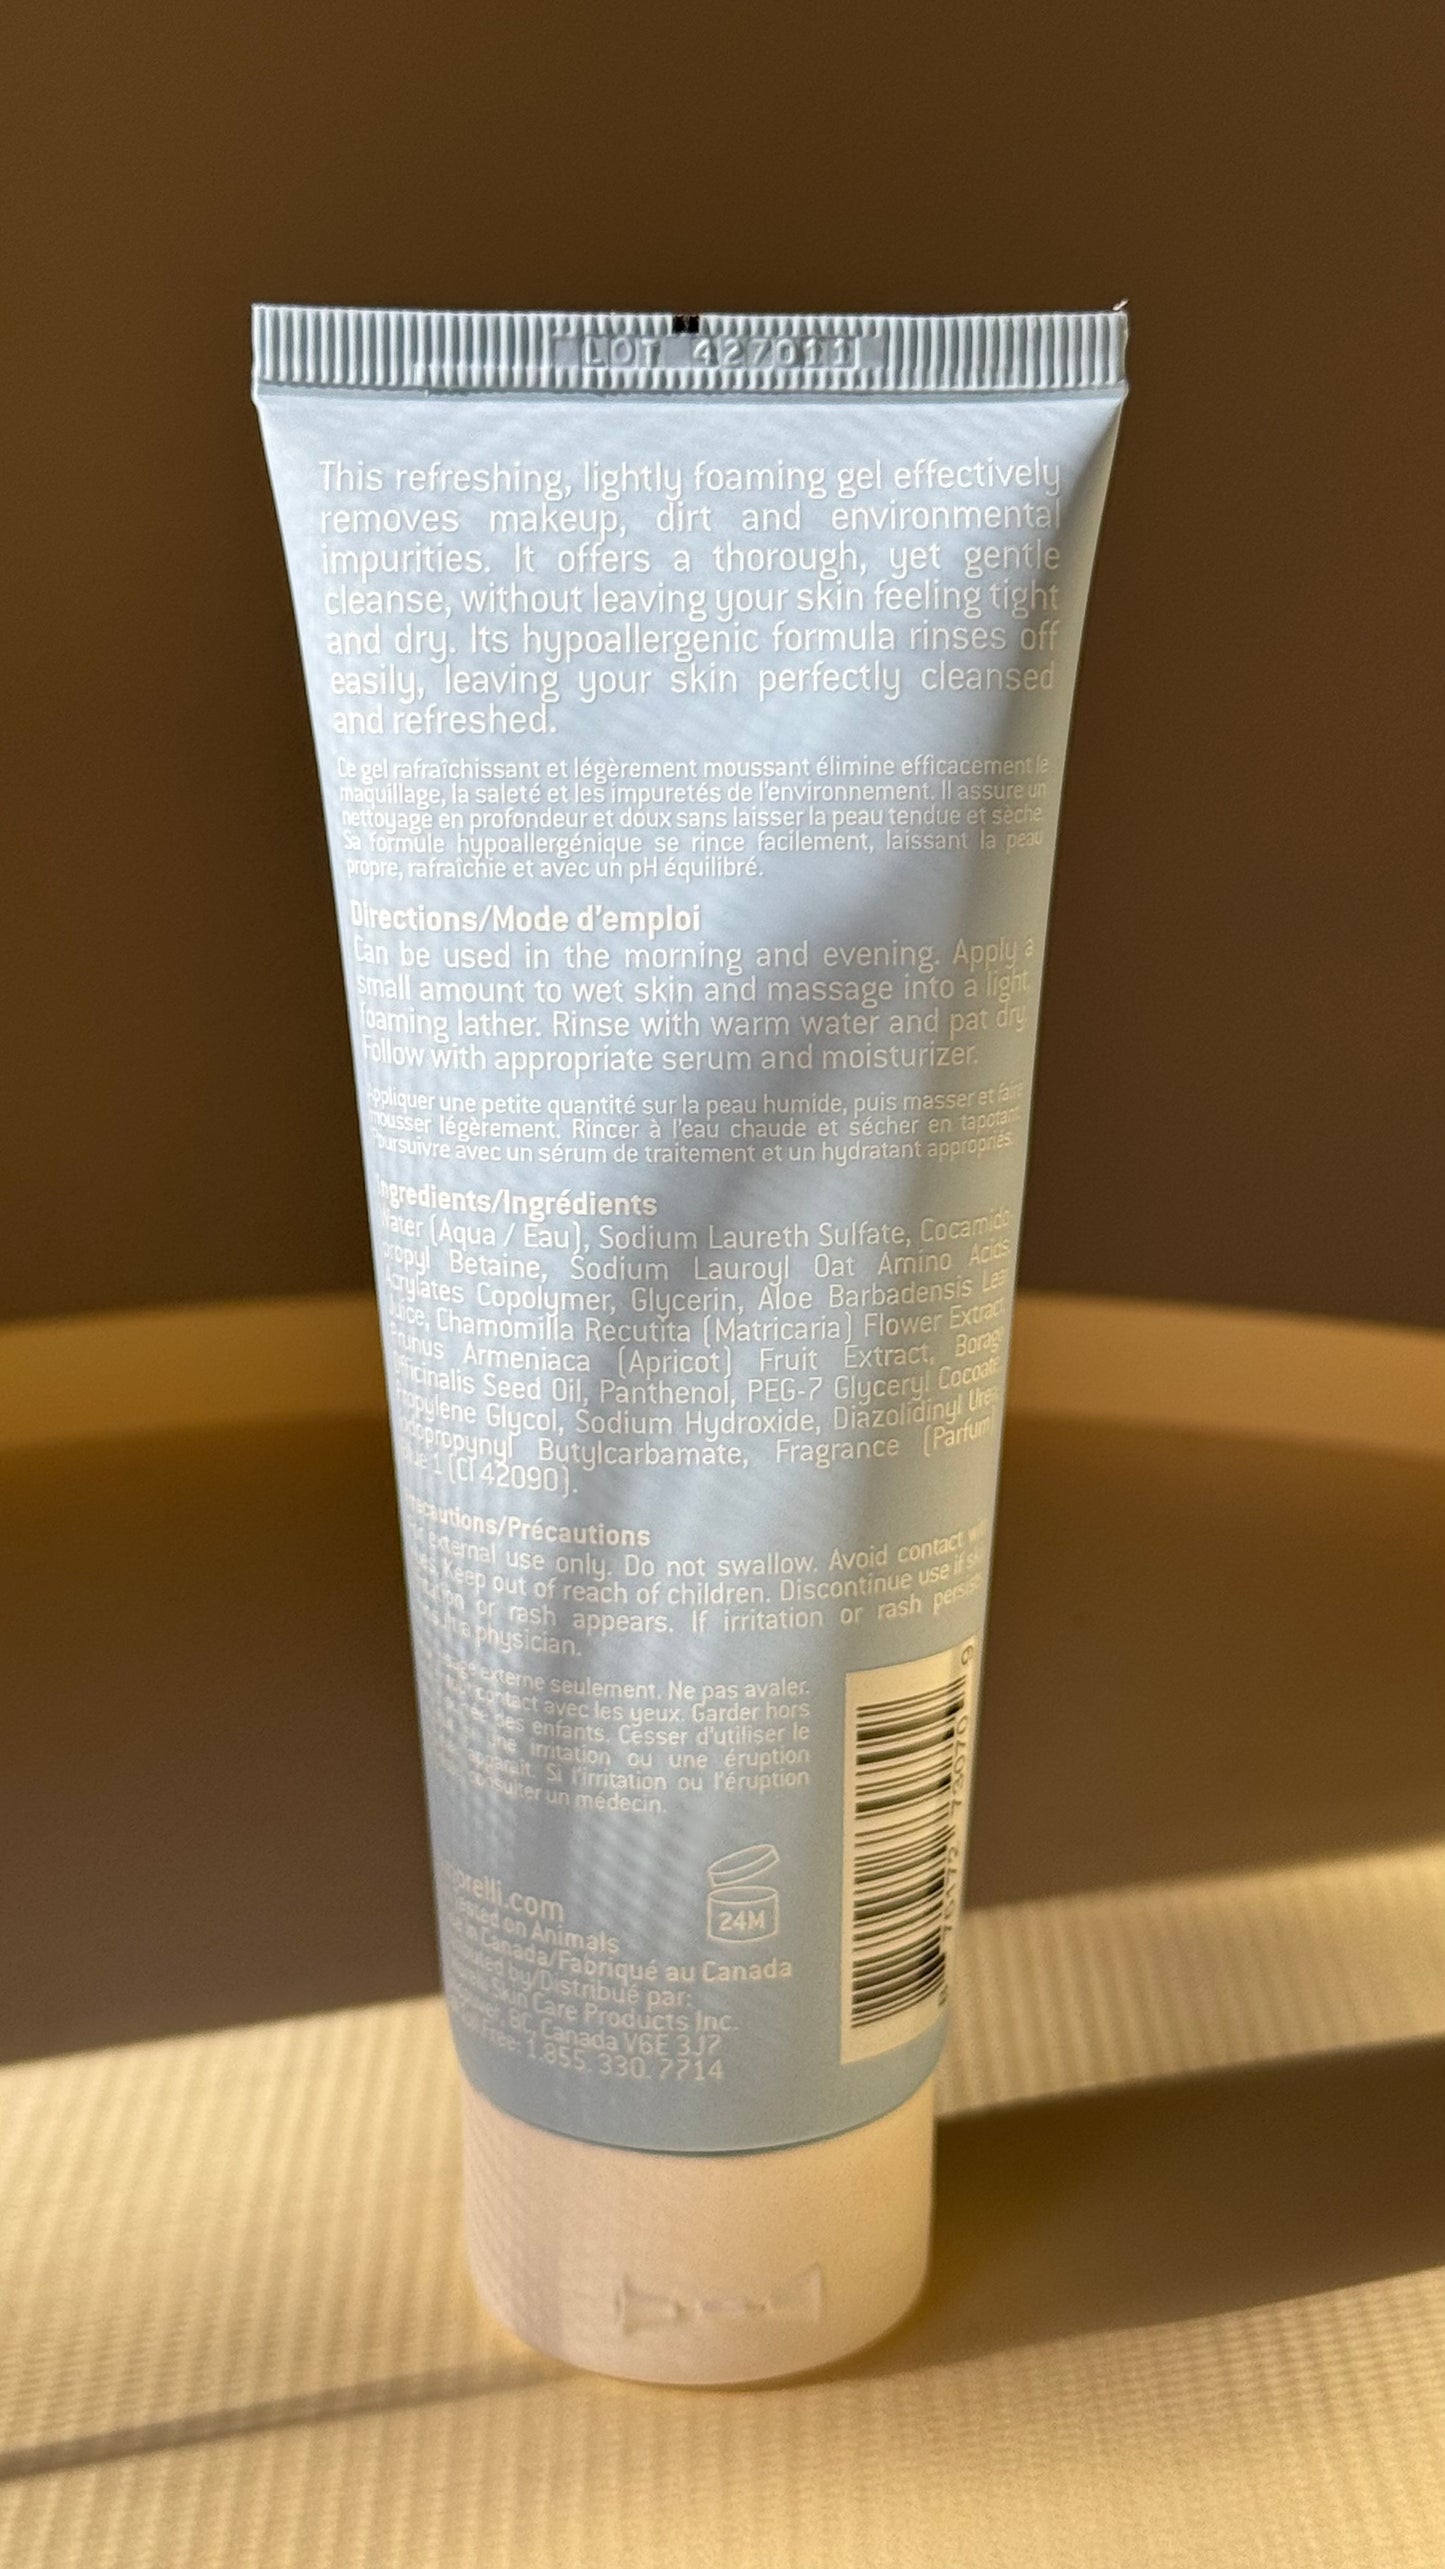 LOT 427011
This refreshing, lightly foaming gel effectively
removes makeup, dirt and environmental
impurities. It offers a thorough, yet gentle
cleanse, without leaving your skin feeling tight
and dry. Its hypoallergenic formula rinses off
easily, leaving your skin perfectly cleansed
and refreshed.
Ce gel rafraîchissant et légèrement moussant élimine efficacement le
maquillage, la saleté et les impuretés de l'environnement. Il assure un
nettoyage en profondeur et doux sans laisser la peau tendue et sèche.
Sa formule hypoallergénique se rince facilement, laissant la peau
propre, rafraîchie et avec un pH équilibré.
Directions/Mode d'emploi
Can be used in the morning and evening. Apply a
small amount to wet skin and massage into a light,
foaming lather. Rinse with warm water and pat dry.
Follow with appropriate serum and moisturizer.
Appliquer une petite quantité sur la peau humide, puis masser et faire
mousser légèrement. Rincer à l'eau chaude et sécher en tapotant.
Poursuivre avec un sérum de traitement et un hydratant appropriés.
Ingredients/Ingrédients
Water (Aqua / Eau), Sodium Laureth Sulfate, Cocamido
propyl Betaine, Sodium Lauroyl Oat Amino Acids
Acrylates Copolymer, Glycerin, Aloe Barbadensis Leaf
Juice, Chamomilla Recutita (Matricaria) Flower Extract
Prunus Armeniaca (Apricot) Fruit Extract, Borago
Officinalis Seed Oil, Panthenol, PEG-7 Glyceryl Cocoate
Propylene Glycol, Sodium Hydroxide, Diazolidinyl Urea
Iodopropynyl Butylcarbamate, Fragrance (Parfum)
Blue 1 (CI 42090).
Precautions/Précautions
external use only. Do not swallow. Avoid contact
Keep out of reach of children. Discontinue use if
or rash appears. If irritation or rash
a physician.
externe seulement. Ne pas avaler.
contact avec les yeux. Garder hors
des enfants. Cesser d'utiliser le
une irritation ou une éruption
apparaît. Si l'irritation ou l'éruption
consulter un médecin.
orelli.com
Tested on Animals
in Canada/Fabriqué au Canada
by/Distribué par:
Skin Care Products Inc.
BC, Canada V6E 3J7
Free: 1.855.330.7714
24M
73070 9